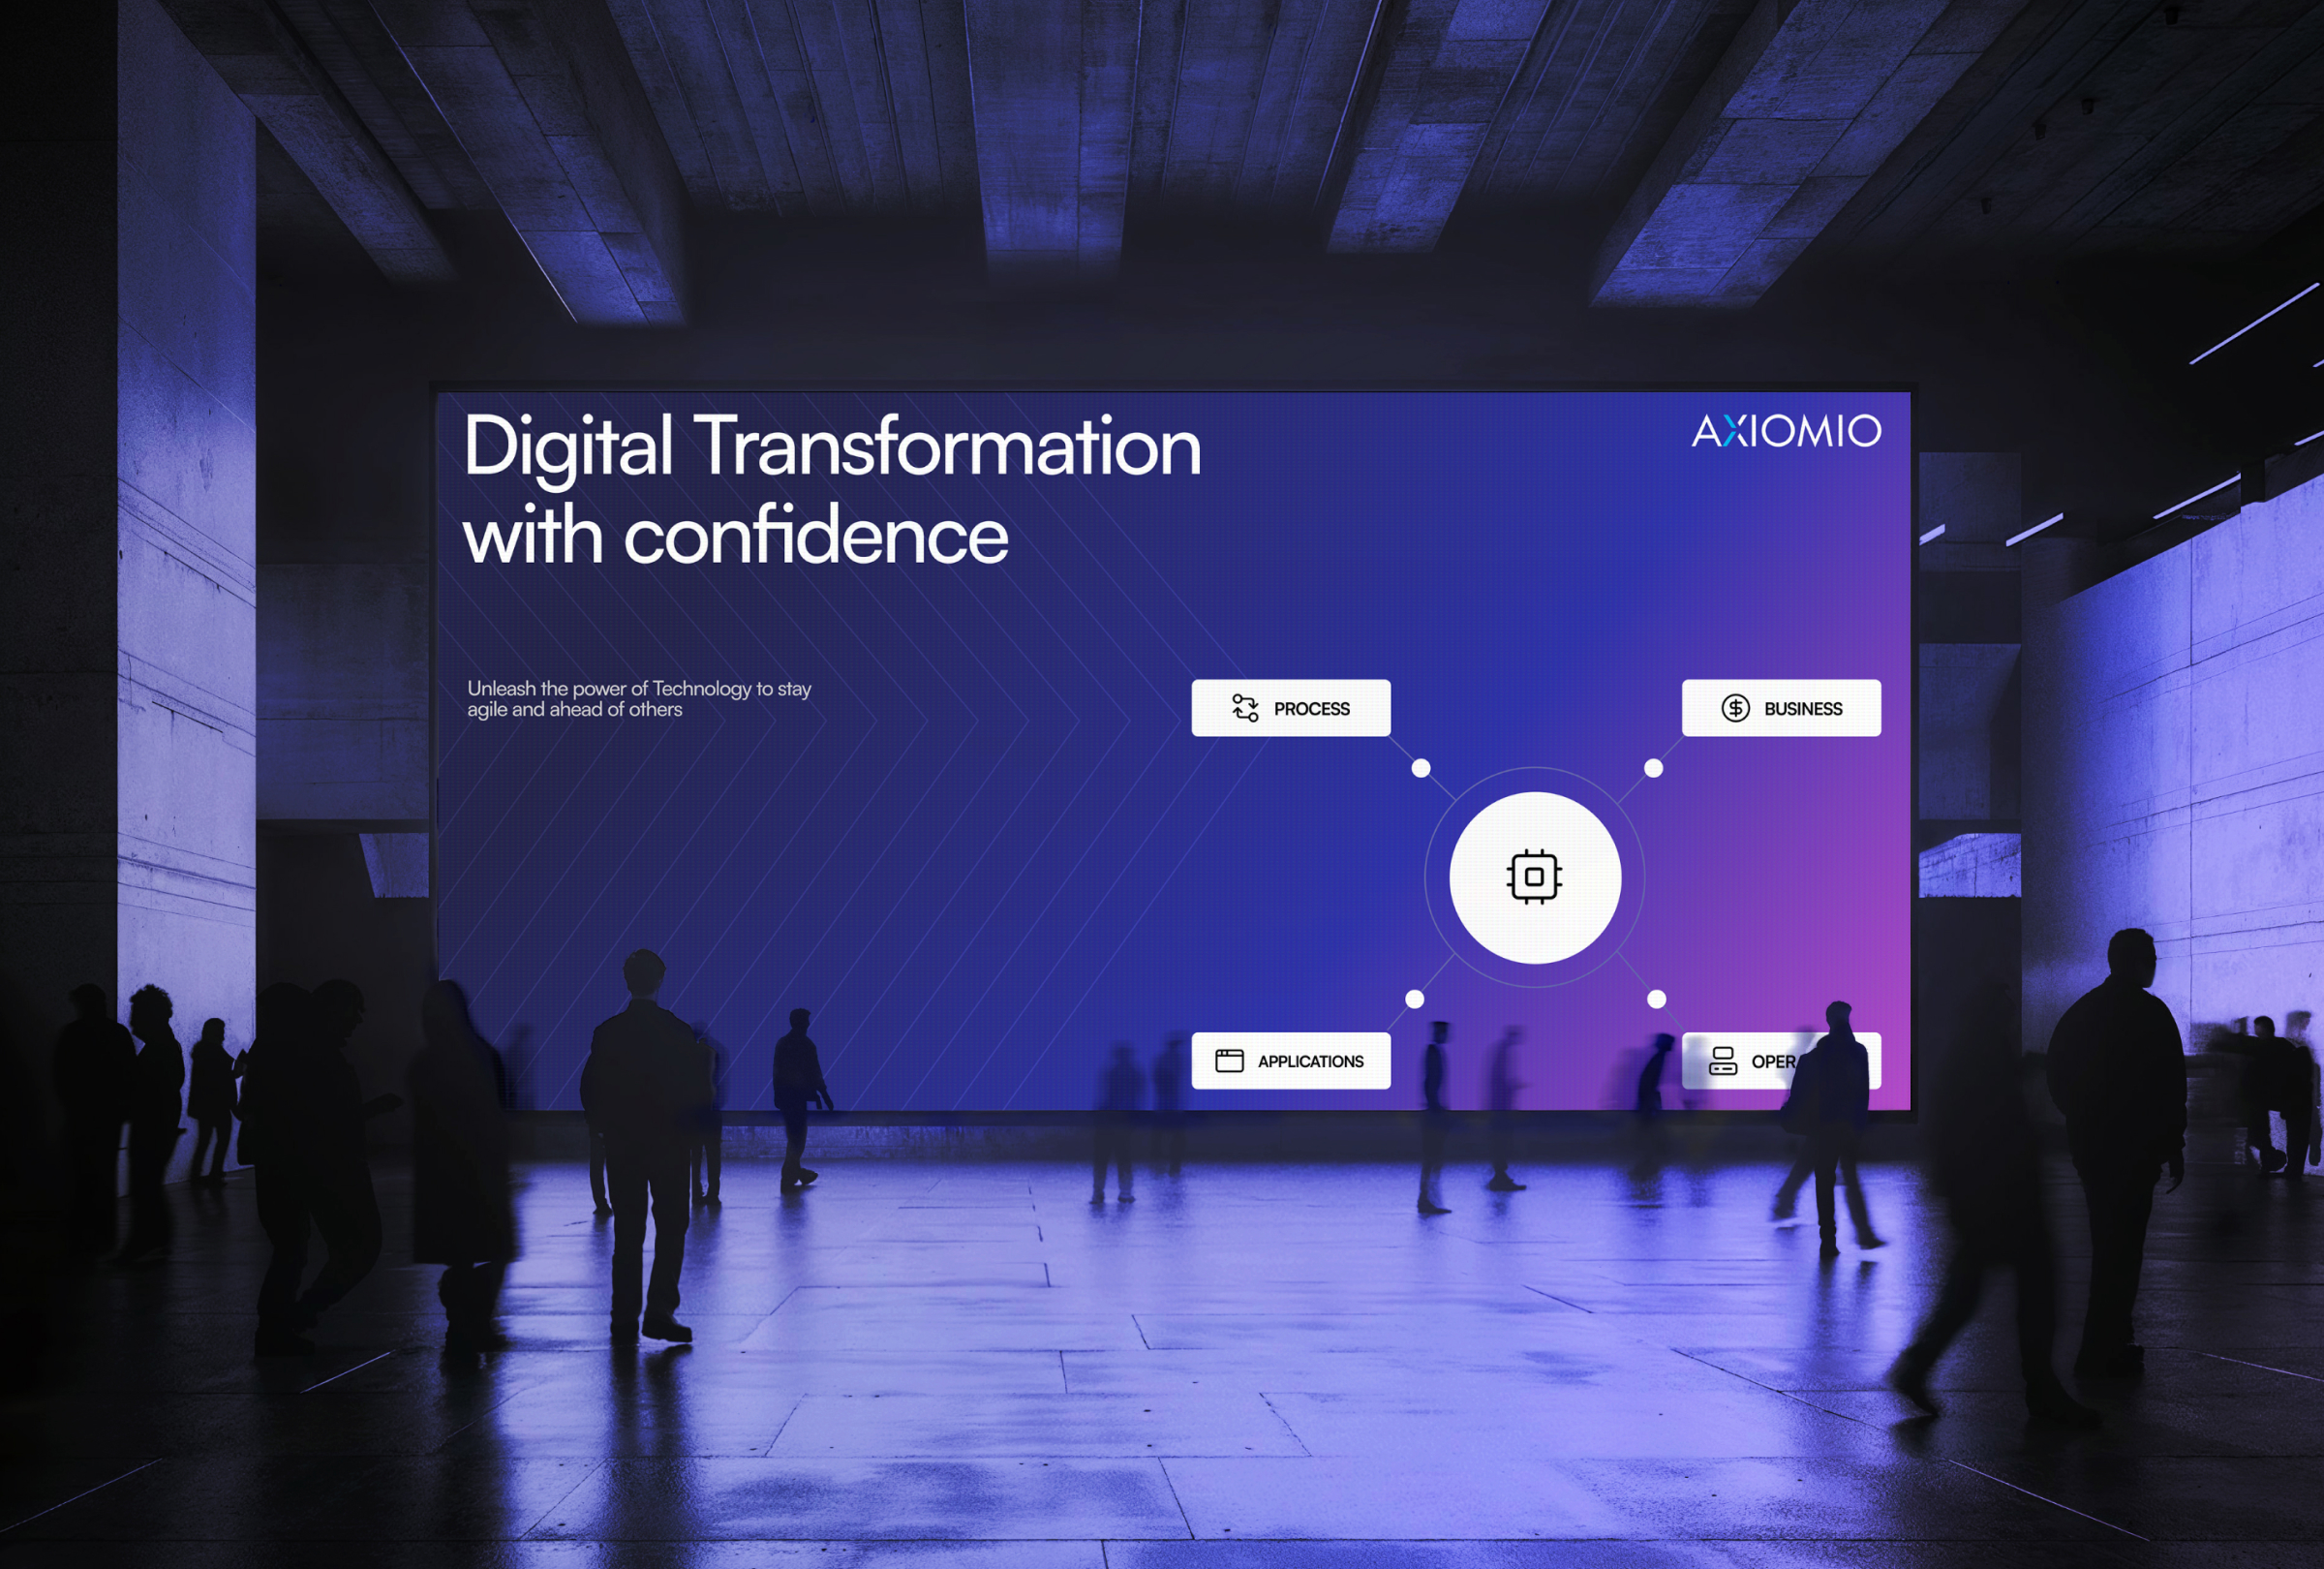 Digital Transformation
with confidence
AXIOMIO
Unleash the power of Technology to stay
agile and ahead of others
PROCESS
BUSINESS
APPLICATIONS